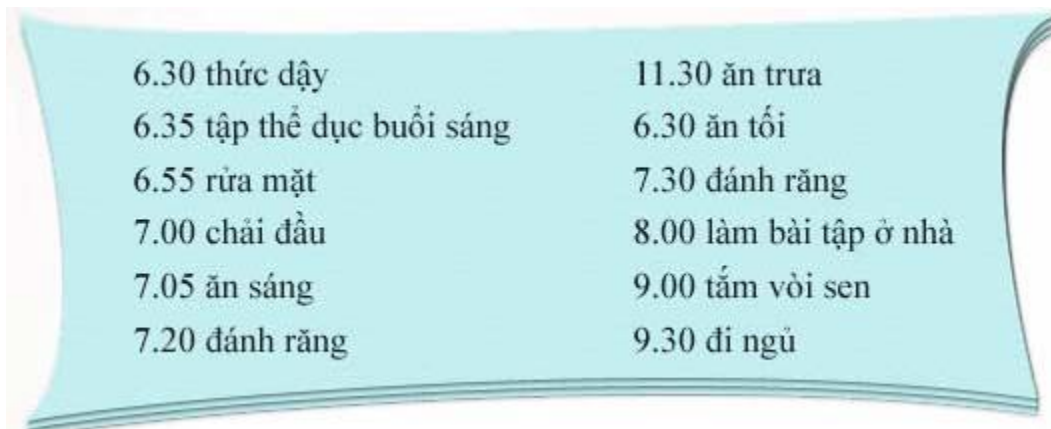 6.30 thức dậy
6.35 tập thể dục buổi sáng
6.55 rửa mặt
7.00 chải đầu
7.05 ăn sáng
7.20 đánh răng
11.30 ăn trưa
6.30 ăn tối
7.30 đánh răng
8.00 làm bài tập ở nhà
9.00 tắm vòi sen
9.30 đi ngủ